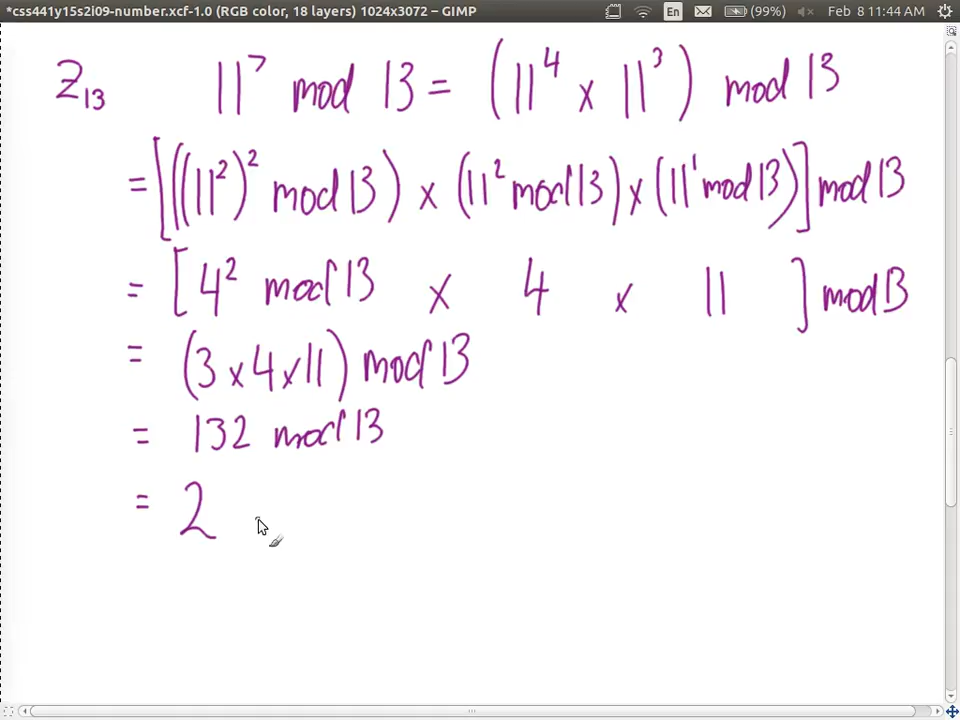 *css441y15s2i09-number.xcf-1.0 (RGB color, 18 layers) 1024x3072 – GIMP En (99%) Feb 8 11:44 AM
Z₁₃ 11⁷ mod 13 = (11⁴ x 11³) mod 13
= [((11²)² mod 13) x (11² mod 13) x (11¹ mod 13)] mod 13
= [4² mod 13 x 4 x 11 ] mod 13
= (3 x 4 x 11) mod 13
= 132 mod 13
= 2